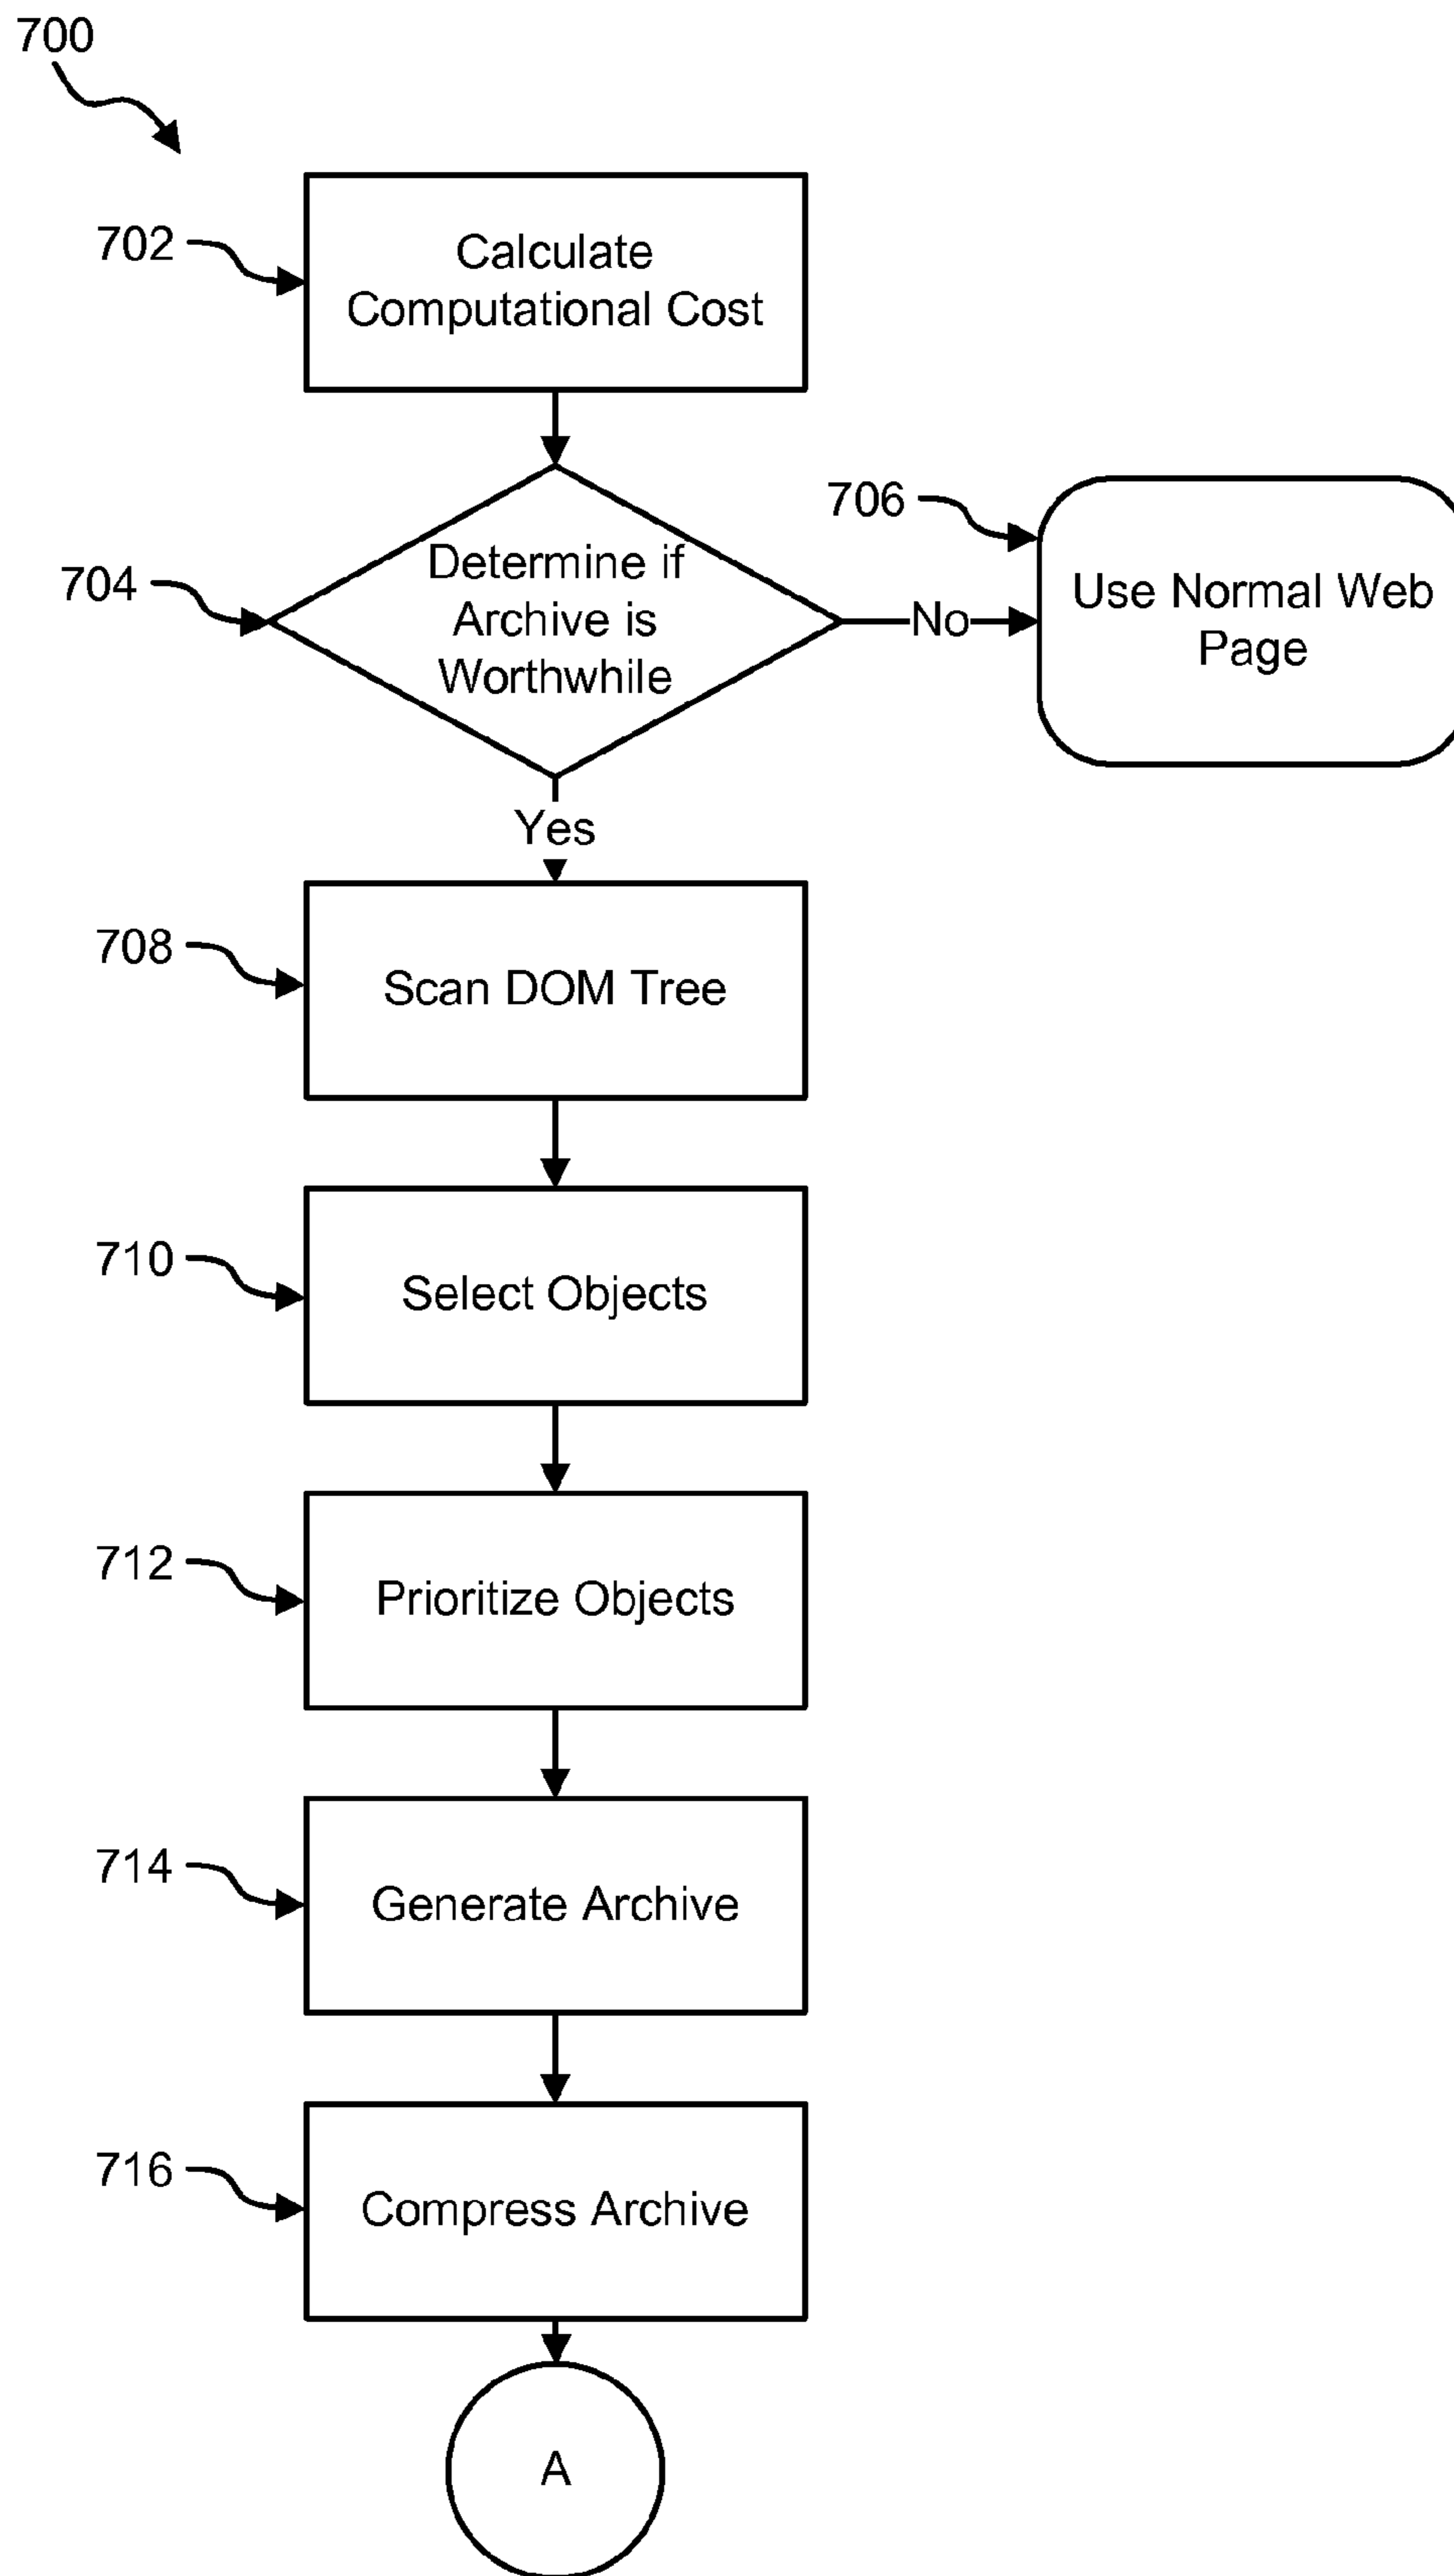 700
702
Calculate
Computational Cost
704
Determine if
Archive is
Worthwhile
No
706
Use Normal Web
Page
Yes
708
Scan DOM Tree
710
Select Objects
712
Prioritize Objects
714
Generate Archive
716
Compress Archive
A